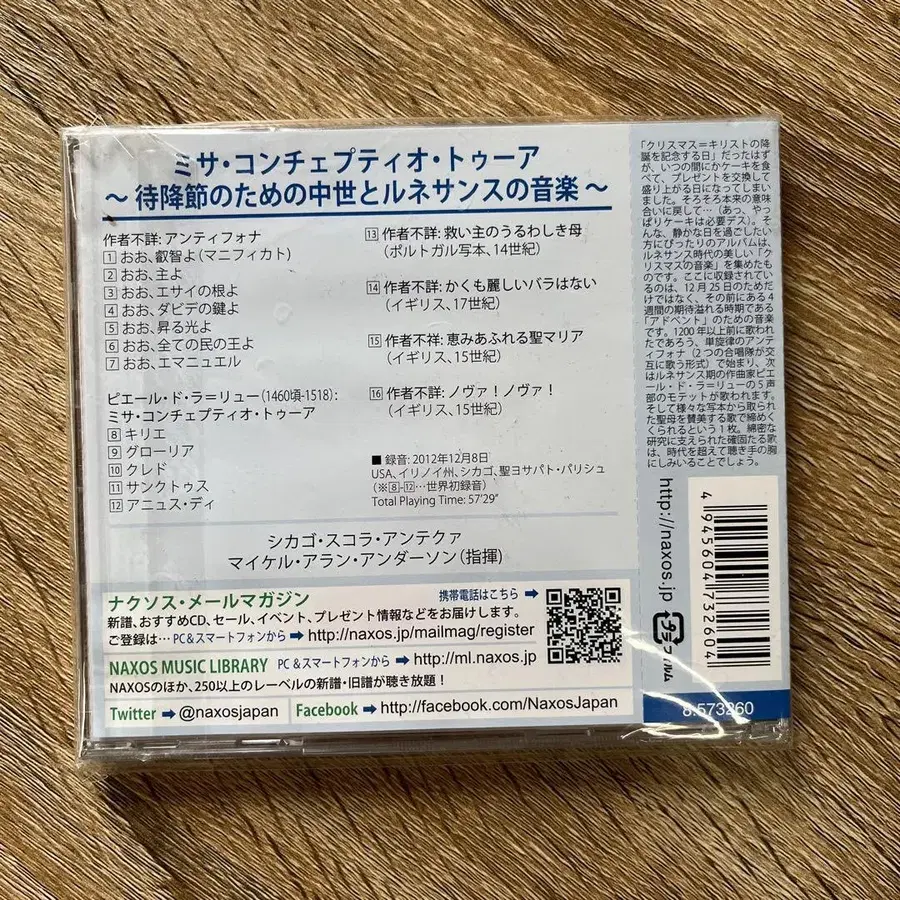 ミサ・コンチェプティオ・トゥーア
～ 待降節のための中世とルネサンスの音楽 ～
作者不詳:アンティフォナ
1 おお、叡智よ(マニフィカト)
2 おお、主よ
3 おお、エサイの根よ
4 おお、ダビデの鍵よ
5 おお、昇る光よ
6 おお、全ての民の王よ
7 おお、エマニュエル
ピエール・ド・ラ=リュー(1460頃-1518):
ミサ・コンチェプティオ・トゥーア
8 キリエ
9 グローリア
10 クレド
11 サンクトゥス
12 アニュス・ディ
13 作者不詳:救い主のうるわしき母
(ポルトガル写本、14世紀)
14 作者不詳:かくも麗しいバラはない
(イギリス、17世紀)
15 作者不祥:恵みあふれる聖マリア
(イギリス、15世紀)
16 作者不詳:ノヴァ!ノヴァ!
(イギリス、15世紀)
■ 録音:2012年12月8日
USA、イリノイ州、シカゴ、聖ヨサパト・パリシュ
(※8-12…世界初録音)
Total Playing Time: 57'29"
シカゴ・スコラ・アンテクァ
マイケル・アラン・アンダーソン(指揮)
ナクソス・メールマガジン
携帯電話はこちら ➡
新譜、おすすめCD、セール、イベント、プレゼント情報などをお届けします。
ご登録は… PC&スマートフォンから ➡ http://naxos.jp/mailmag/register
NAXOS MUSIC LIBRARY PC&スマートフォンから ➡ http://ml.naxos.jp
NAXOSのほか、250以上のレーベルの新譜・旧譜が聴き放題!
Twitter ➡ @naxosjapan
Facebook ➡ http://facebook.com/NaxosJapan
「クリスマス=キリストの降
誕を記念する日」だったはず
が、いつの間にかケーキを食
べて、プレゼントを交換して
盛り上がる日になってしまい
ました。そろそろ本来の意味
合いに戻して…(あっ、やっ
ぱりケーキは必要デス)。そ
んな、静かな日を過ごしたい
方にぴったりのアルバムは、
ルネサンス時代の美しい「ク
リスマスの音楽」を集めたも
のです。ここに収録されている
のは、12月25日のためだ
けではなく、その前にある4
週間の期待溢れる時期である
「アドベント」のための音楽
です。1200年以上前に歌われ
たであろう、単旋律のアンテ
ィフォナ(2つの合唱隊が交
互に歌う形式)で始まり、次
はルネサンス期の作曲家ピエ
ール・ド・ラ=リューの5声
部のモテットが歌われます。
そして様々な写本から取られ
た聖母を賛美する歌で締めく
くられるという1枚。綿密な
研究に支えられた確固たる歌
は、時代を超えて聴き手の胸
にしみいることでしょう。
http://naxos.jp
プラ
フィルム
4 945604 732604
8.573260